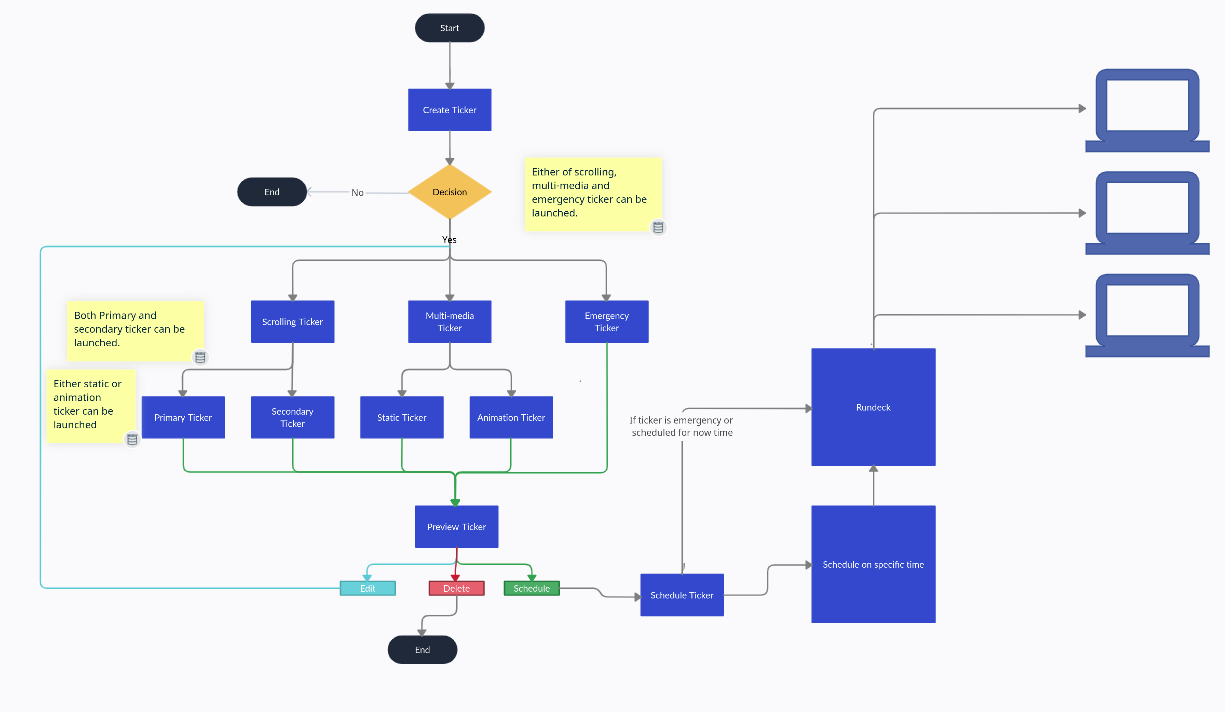 Start
Create Ticker
Decision
No
End
Yes
Either of scrolling,
multi-media and
emergency ticker can be
launched.
Scrolling Ticker
Multi-media
Ticker
Emergency
Ticker
Both Primary and
secondary ticker can be
launched.
Either static or
animation
ticker can be
launched
Primary Ticker
Secondary
Ticker
Static Ticker
Animation Ticker
If ticker is emergency or
scheduled for now time
Rundeck
Preview Ticker
Schedule on specific time
Edit
Delete
Schedule
Schedule Ticker
End